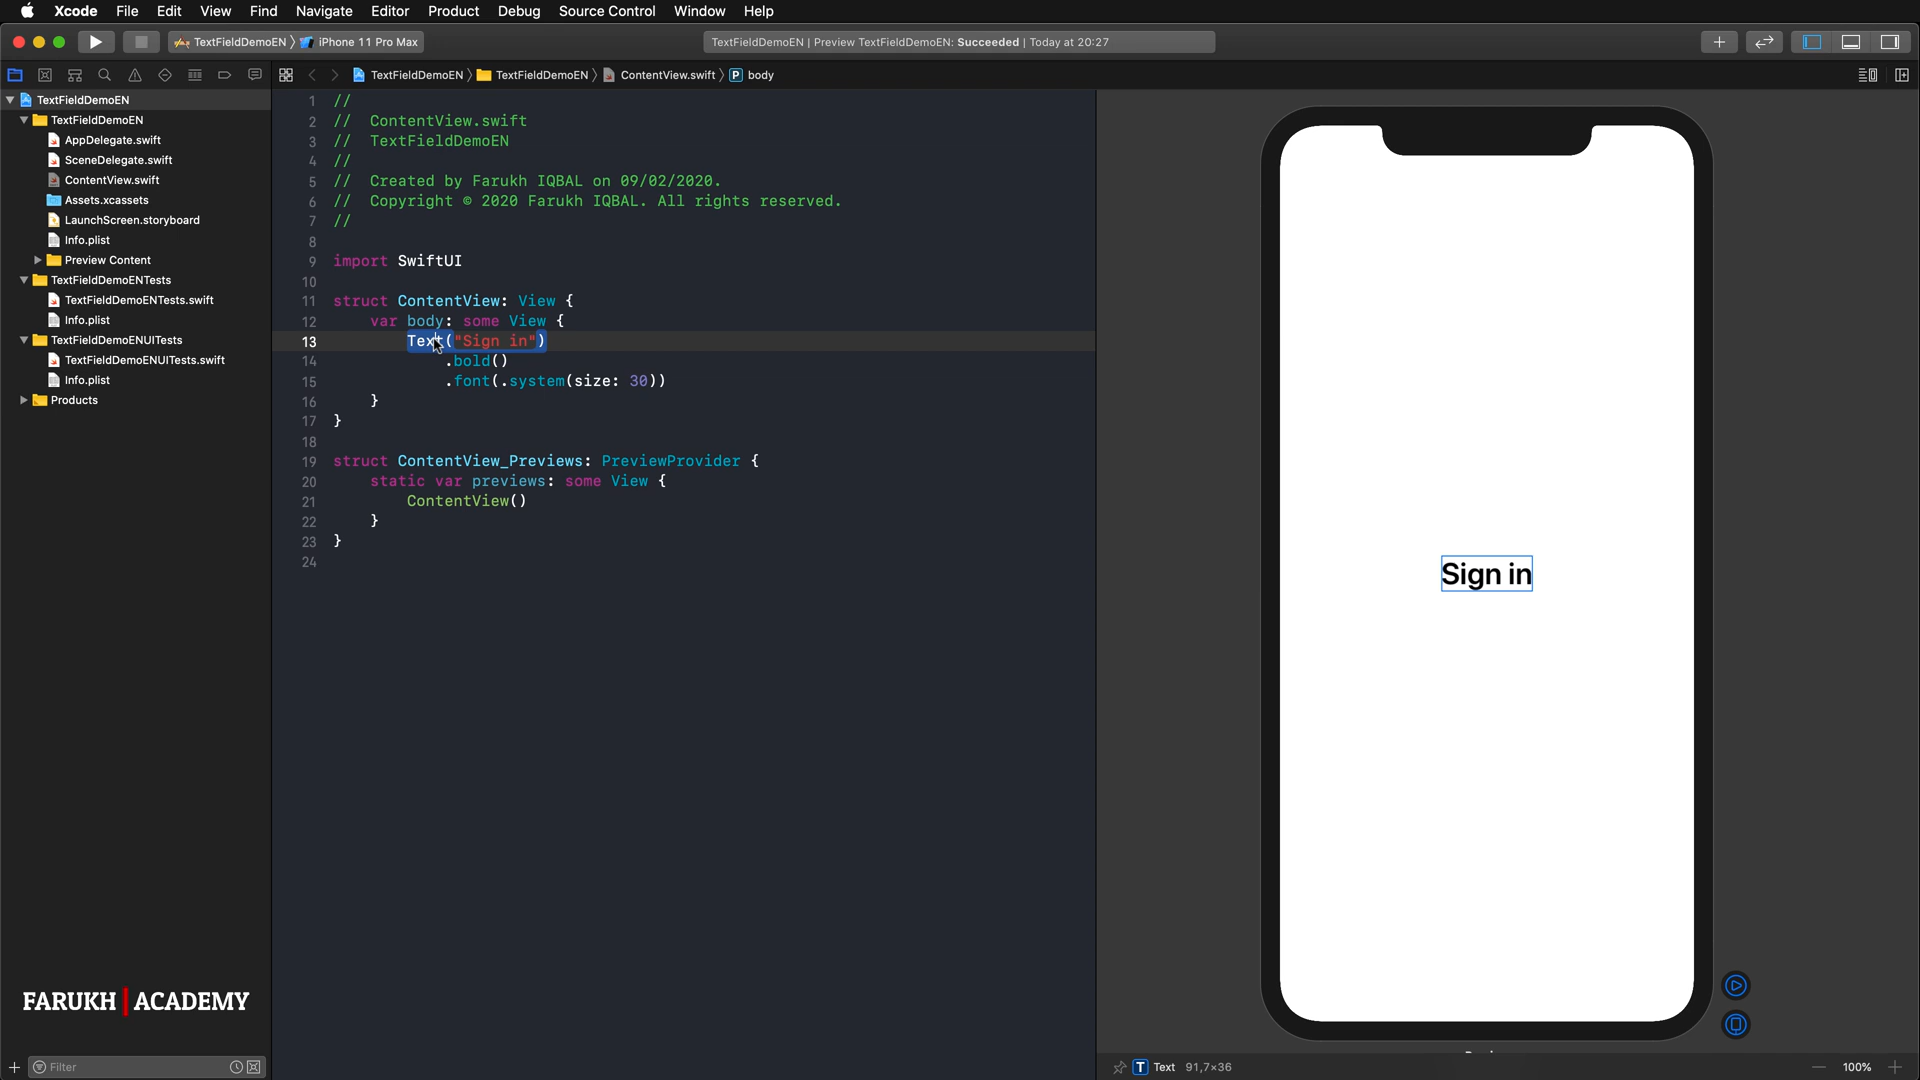 Xcode File Edit View Find Navigate Editor Product Debug Source Control Window Help
TextFieldDemoEN iPhone 11 Pro Max
TextFieldDemoEN | Preview TextFieldDemoEN: Succeeded | Today at 20:27
TextFieldDemoEN TextFieldDemoEN ContentView.swift P body
TextFieldDemoEN
TextFieldDemoEN
AppDelegate.swift
SceneDelegate.swift
ContentView.swift
Assets.xcassets
LaunchScreen.storyboard
Info.plist
Preview Content
TextFieldDemoENTests
TextFieldDemoENTests.swift
Info.plist
TextFieldDemoENUITests
TextFieldDemoENUITests.swift
Info.plist
Products
FARUKH | ACADEMY
Filter
1 //
2 // ContentView.swift
3 // TextFieldDemoEN
4 //
5 // Created by Farukh IQBAL on 09/02/2020.
6 // Copyright © 2020 Farukh IQBAL. All rights reserved.
7 //
8
9 import SwiftUI
10
11 struct ContentView: View {
12 var body: some View {
13 Text("Sign in")
14 .bold()
15 .font(.system(size: 30))
16 }
17 }
18
19 struct ContentView_Previews: PreviewProvider {
20 static var previews: some View {
21 ContentView()
22 }
23 }
24
Sign in
T Text 91,7×36
100%